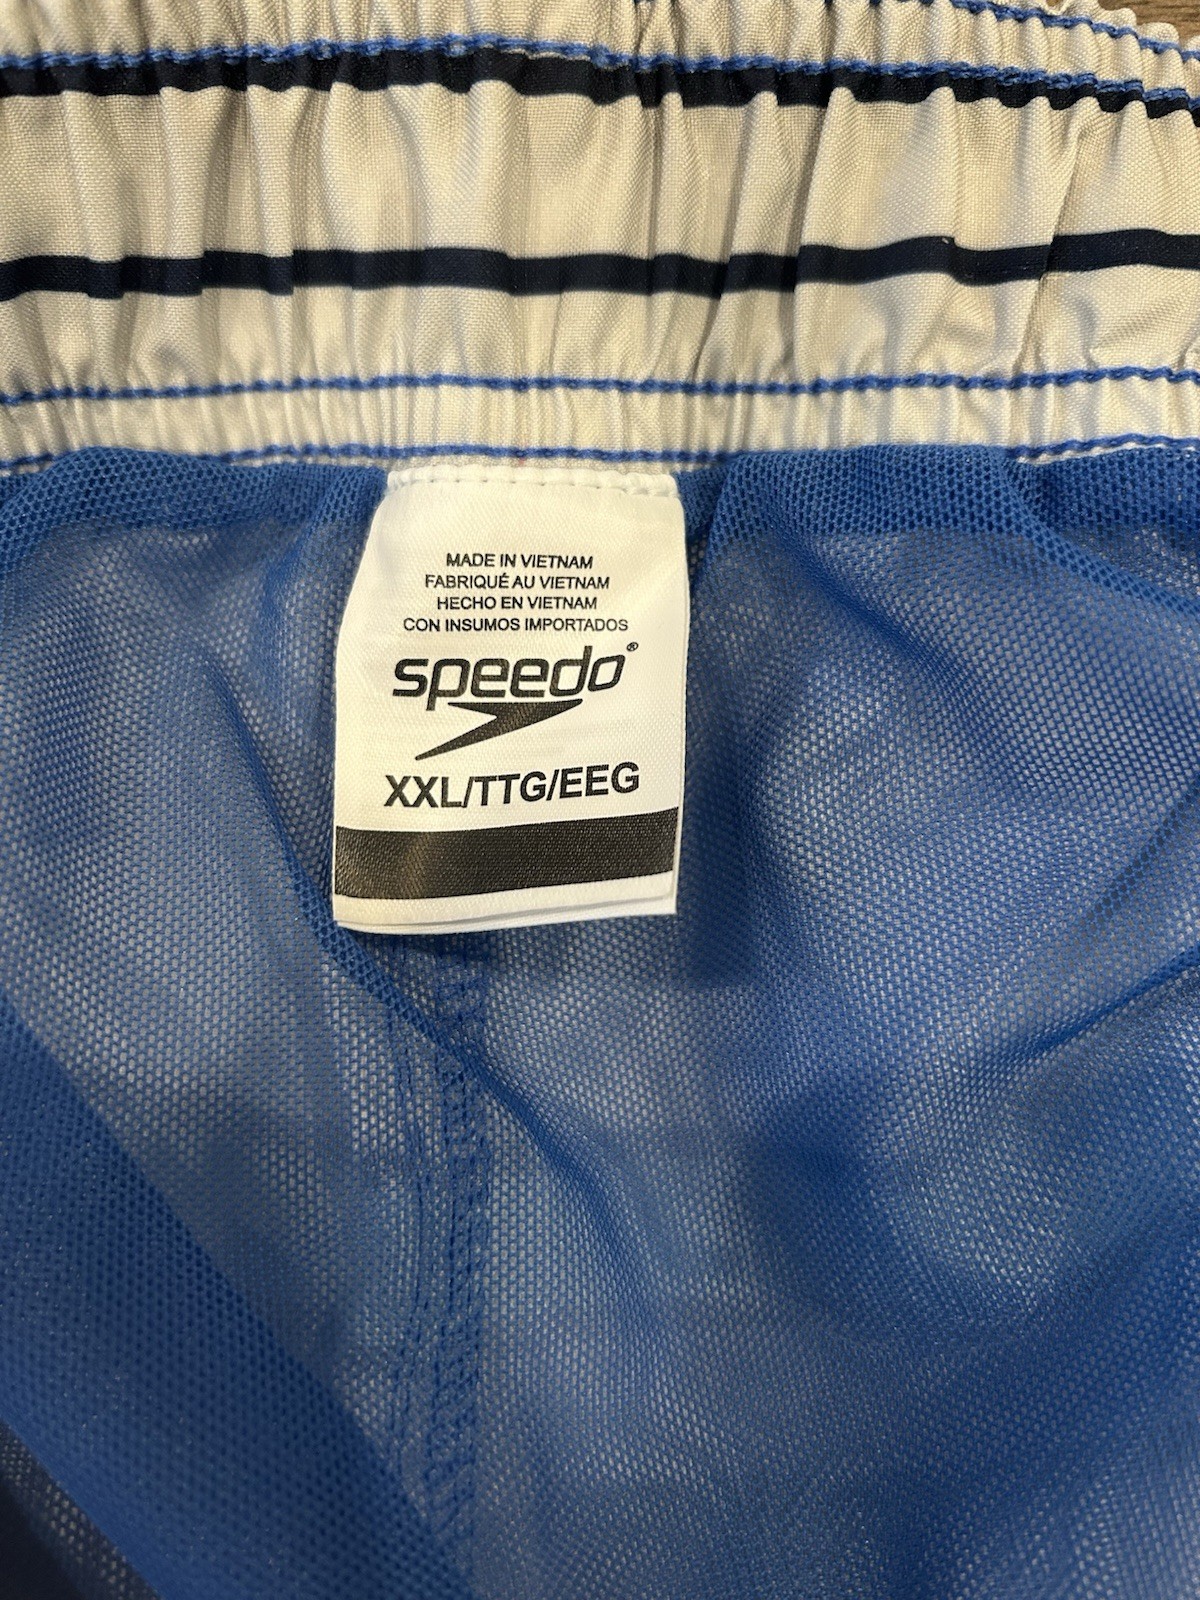 MADE IN VIETNAM
FABRIQUÉ AU VIETNAM
HECHO EN VIETNAM
CON INSUMOS IMPORTADOS
speedo®
XXL/TTG/EEG